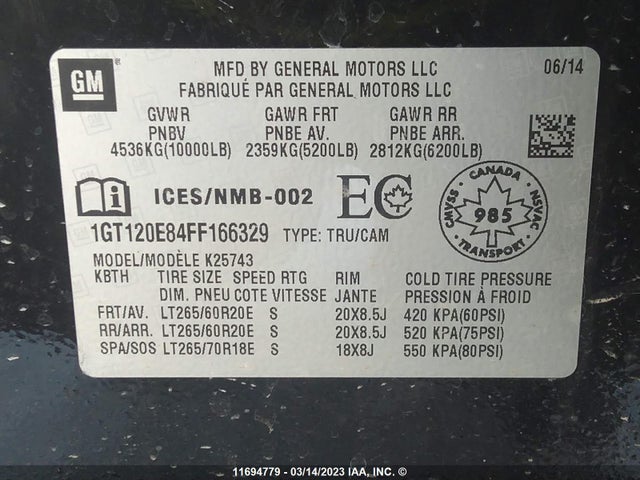 GM
MFD BY GENERAL MOTORS LLC 06/14
FABRIQUÉ PAR GENERAL MOTORS LLC
GVWR GAWR FRT GAWR RR
PNBV PNBE AV. PNBE ARR.
4536KG(10000LB) 2359KG(5200LB) 2812KG(6200LB)
i ICES/NMB-002 EC
CANADA
CMVSS 985 NSVAC
TRANSPORT
1GT120E84FF166329 TYPE: TRU/CAM
MODEL/MODÈLE K25743
KBTH TIRE SIZE SPEED RTG RIM COLD TIRE PRESSURE
DIM. PNEU COTE VITESSE JANTE PRESSION À FROID
FRT/AV. LT265/60R20E S 20X8.5J 420 KPA(60PSI)
RR/ARR. LT265/60R20E S 20X8.5J 520 KPA(75PSI)
SPA/SOS LT265/70R18E S 18X8J 550 KPA(80PSI)
11694779 - 03/14/2023 IAA, INC. ©